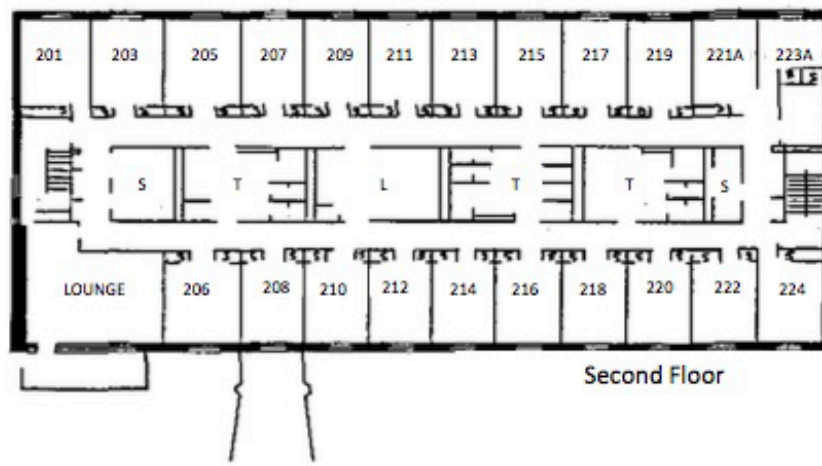 201 203 205 207 209 211 213 215 217 219 221A 223A
S T L T T S
LOUNGE 206 208 210 212 214 216 218 220 222 224
Second Floor